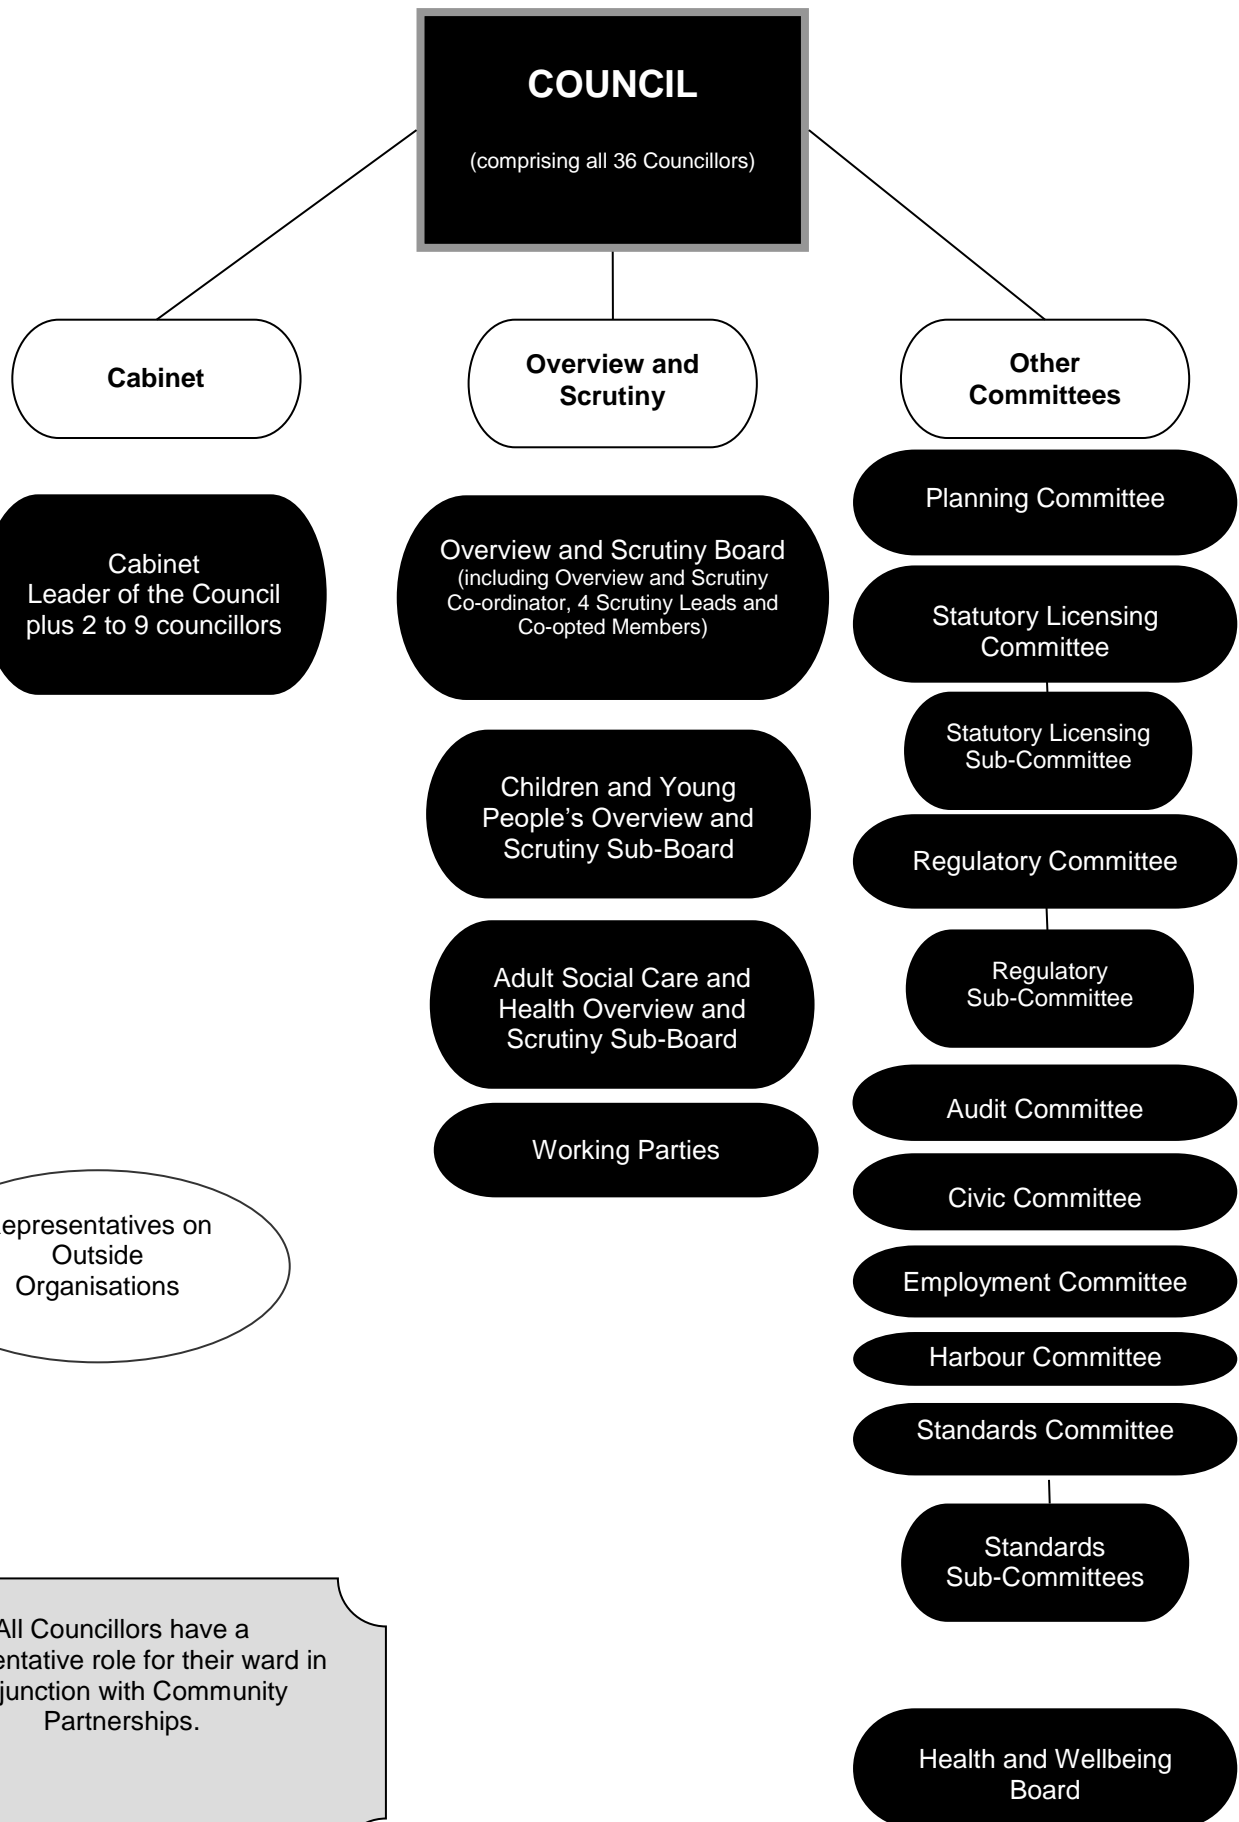 COUNCIL
(comprising all 36 Councillors)
Cabinet
Overview and
Scrutiny
Other
Committees
Cabinet
Leader of the Council
plus 2 to 9 councillors
Overview and Scrutiny Board
(including Overview and Scrutiny
Co-ordinator, 4 Scrutiny Leads and
Co-opted Members)
Children and Young
People’s Overview and
Scrutiny Sub-Board
Adult Social Care and
Health Overview and
Scrutiny Sub-Board
Working Parties
Planning Committee
Statutory Licensing
Committee
Statutory Licensing
Sub-Committee
Regulatory Committee
Regulatory
Sub-Committee
Audit Committee
Civic Committee
Employment Committee
Harbour Committee
Standards Committee
Standards
Sub-Committees
Health and Wellbeing
Board
on
Outside
Organisations
All Councillors have a
role for their ward in
with Community
Partnerships.